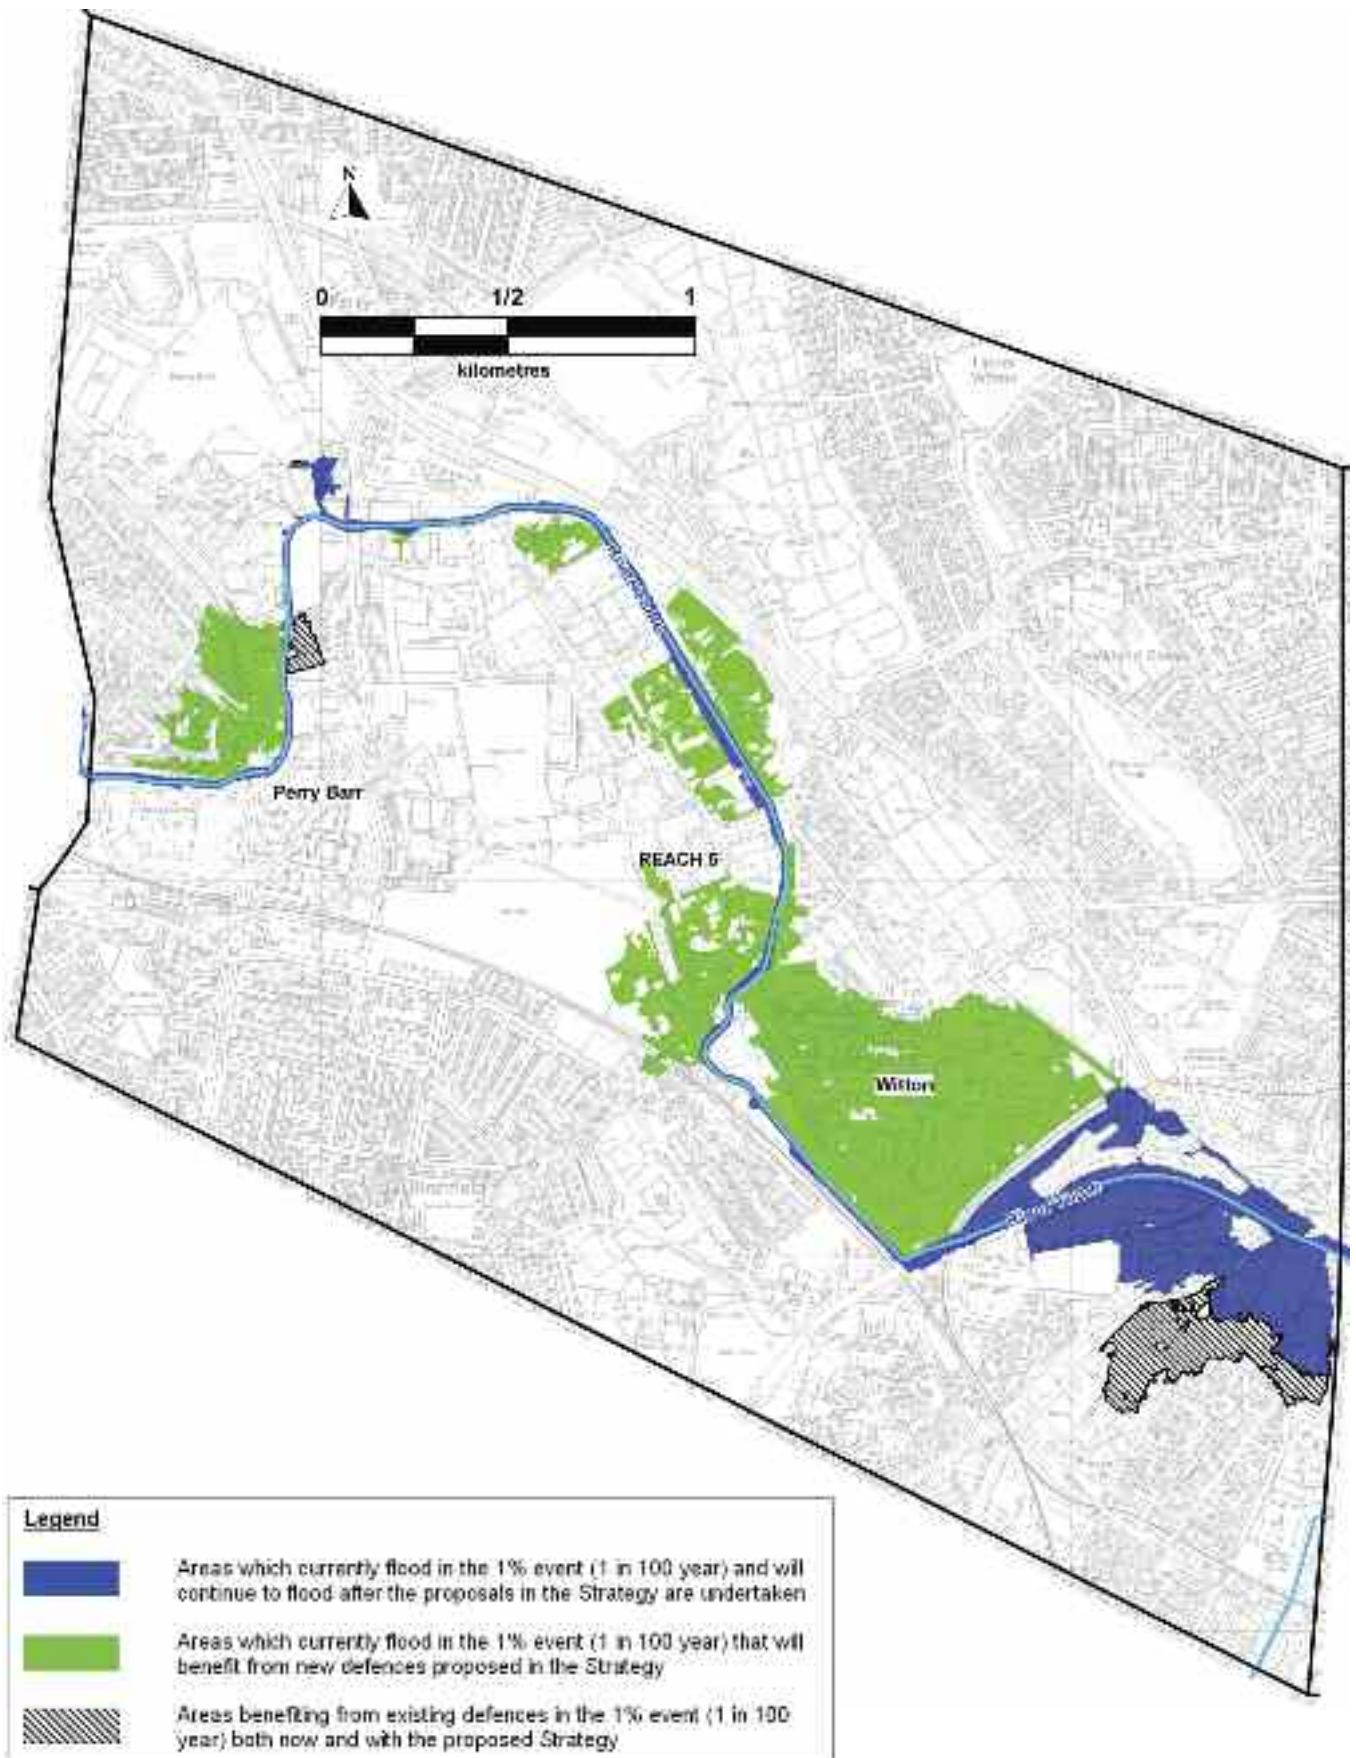 N
0 1/2 1
kilometres
Perry Barr
REACH 5
Witton
Legend
Areas which currently flood in the 1% event (1 in 100 year) and will
continue to flood after the proposals in the Strategy are undertaken
Areas which currently flood in the 1% event (1 in 100 year) that will
benefit from new defences proposed in the Strategy
Areas benefiting from existing defences in the 1% event (1 in 100
year) both now and with the proposed Strategy